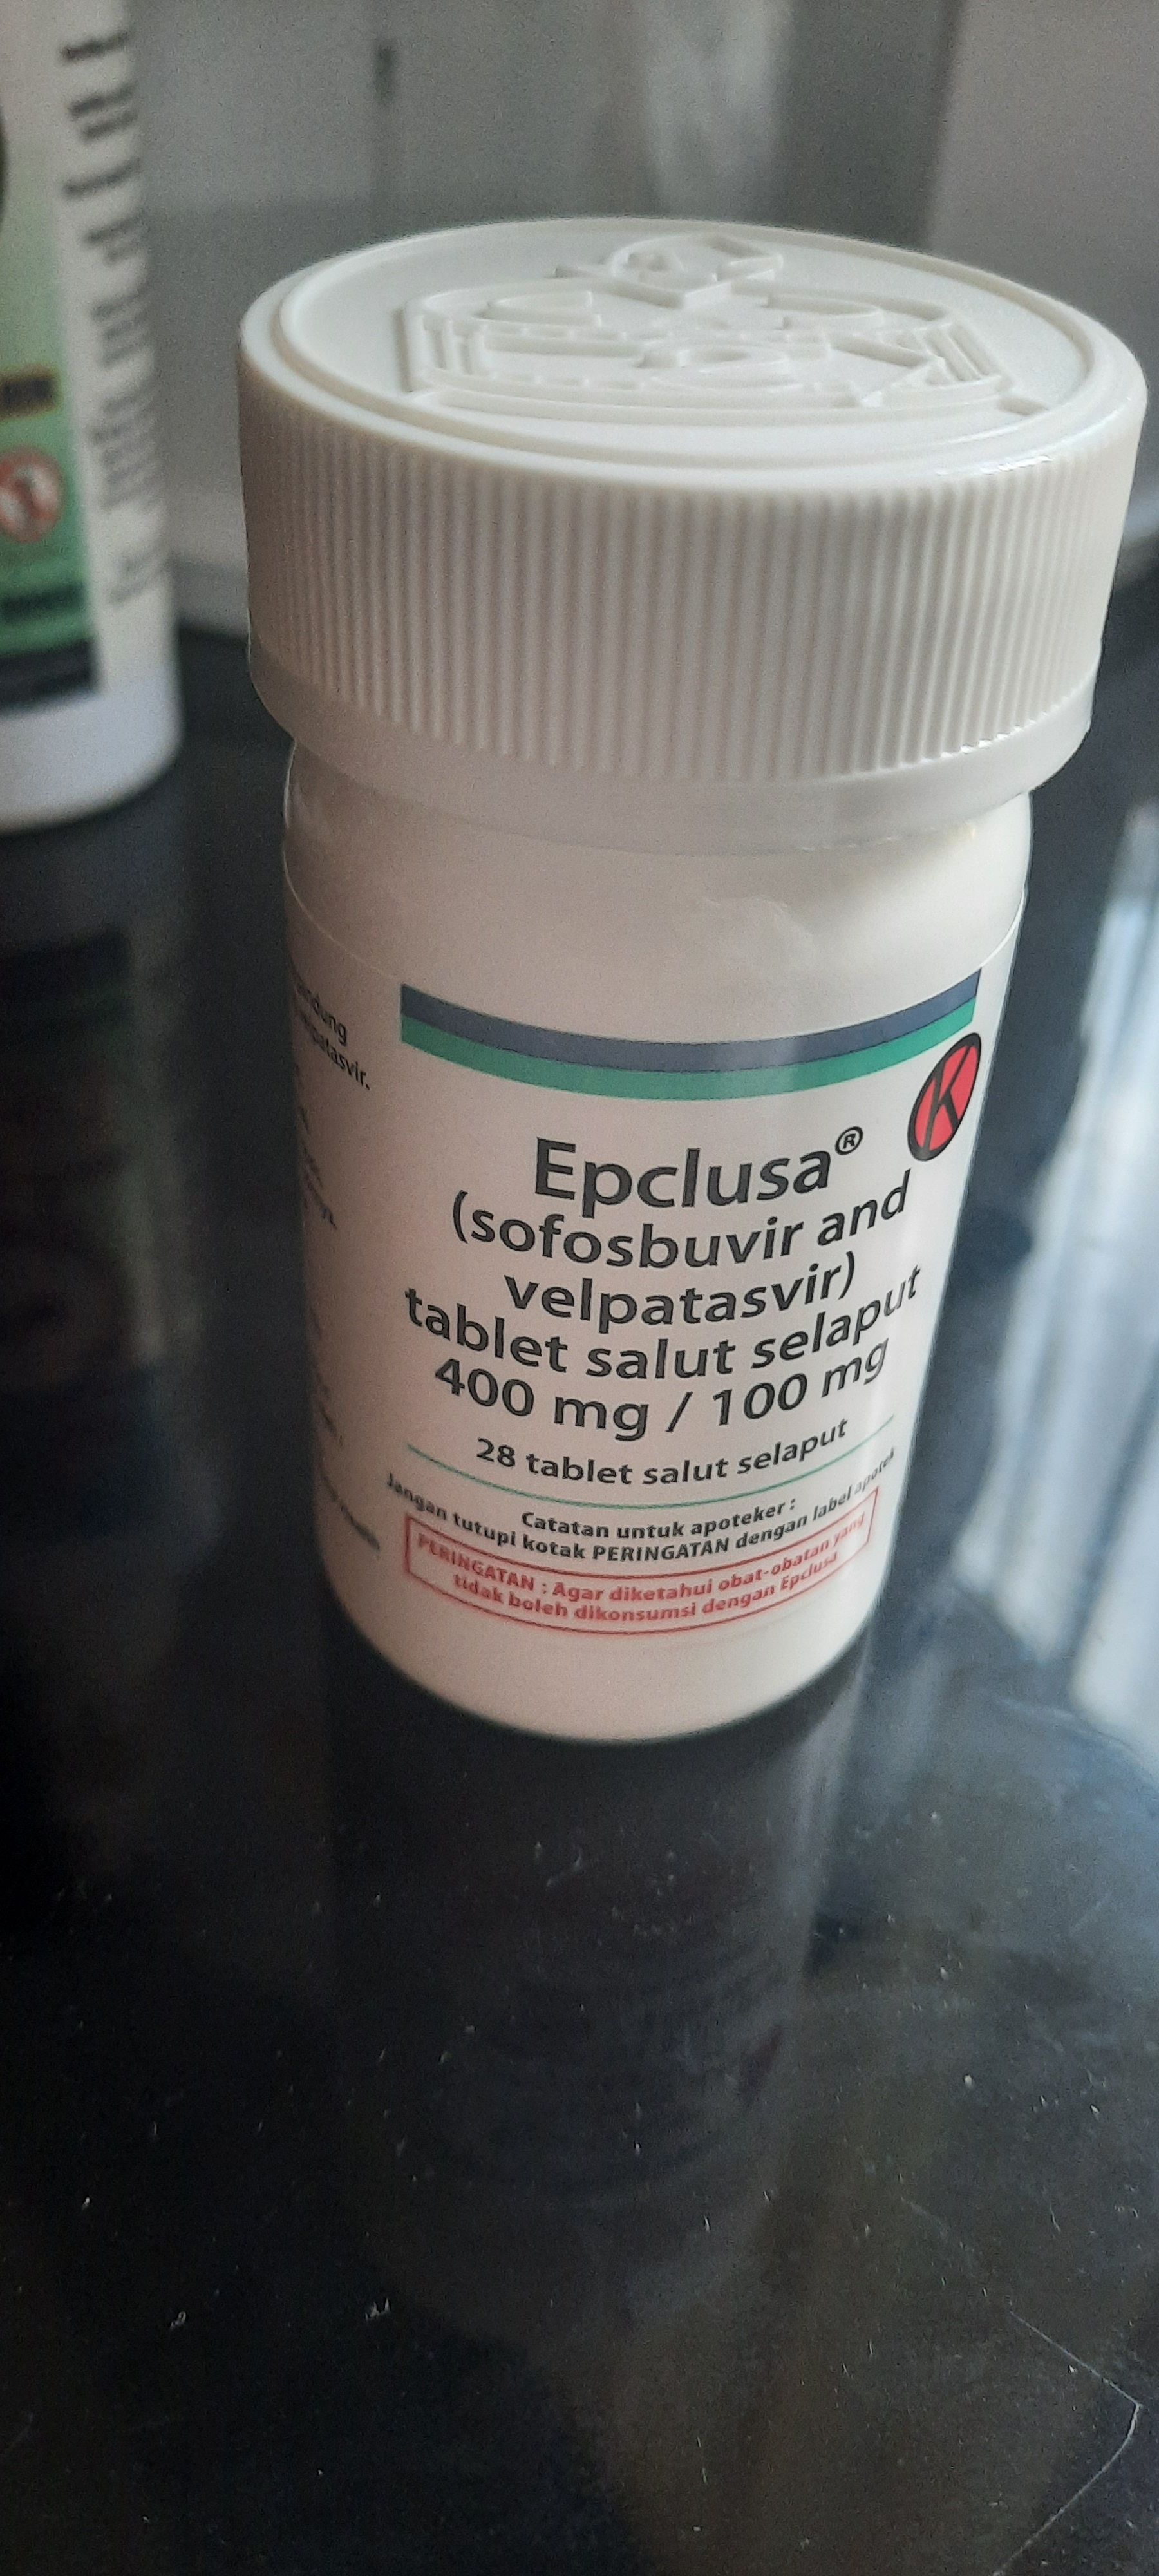 Epclusa®
(sofosbuvir and
velpatasvir)
tablet salut selaput
400 mg / 100 mg
28 tablet salut selaput
Catatan untuk apoteker :
Jangan tutupi kotak PERINGATAN dengan label apotek
PERINGATAN : Agar diketahui obat-obatan yang
tidak boleh dikonsumsi dengan Epclusa
K
velpatasvir.